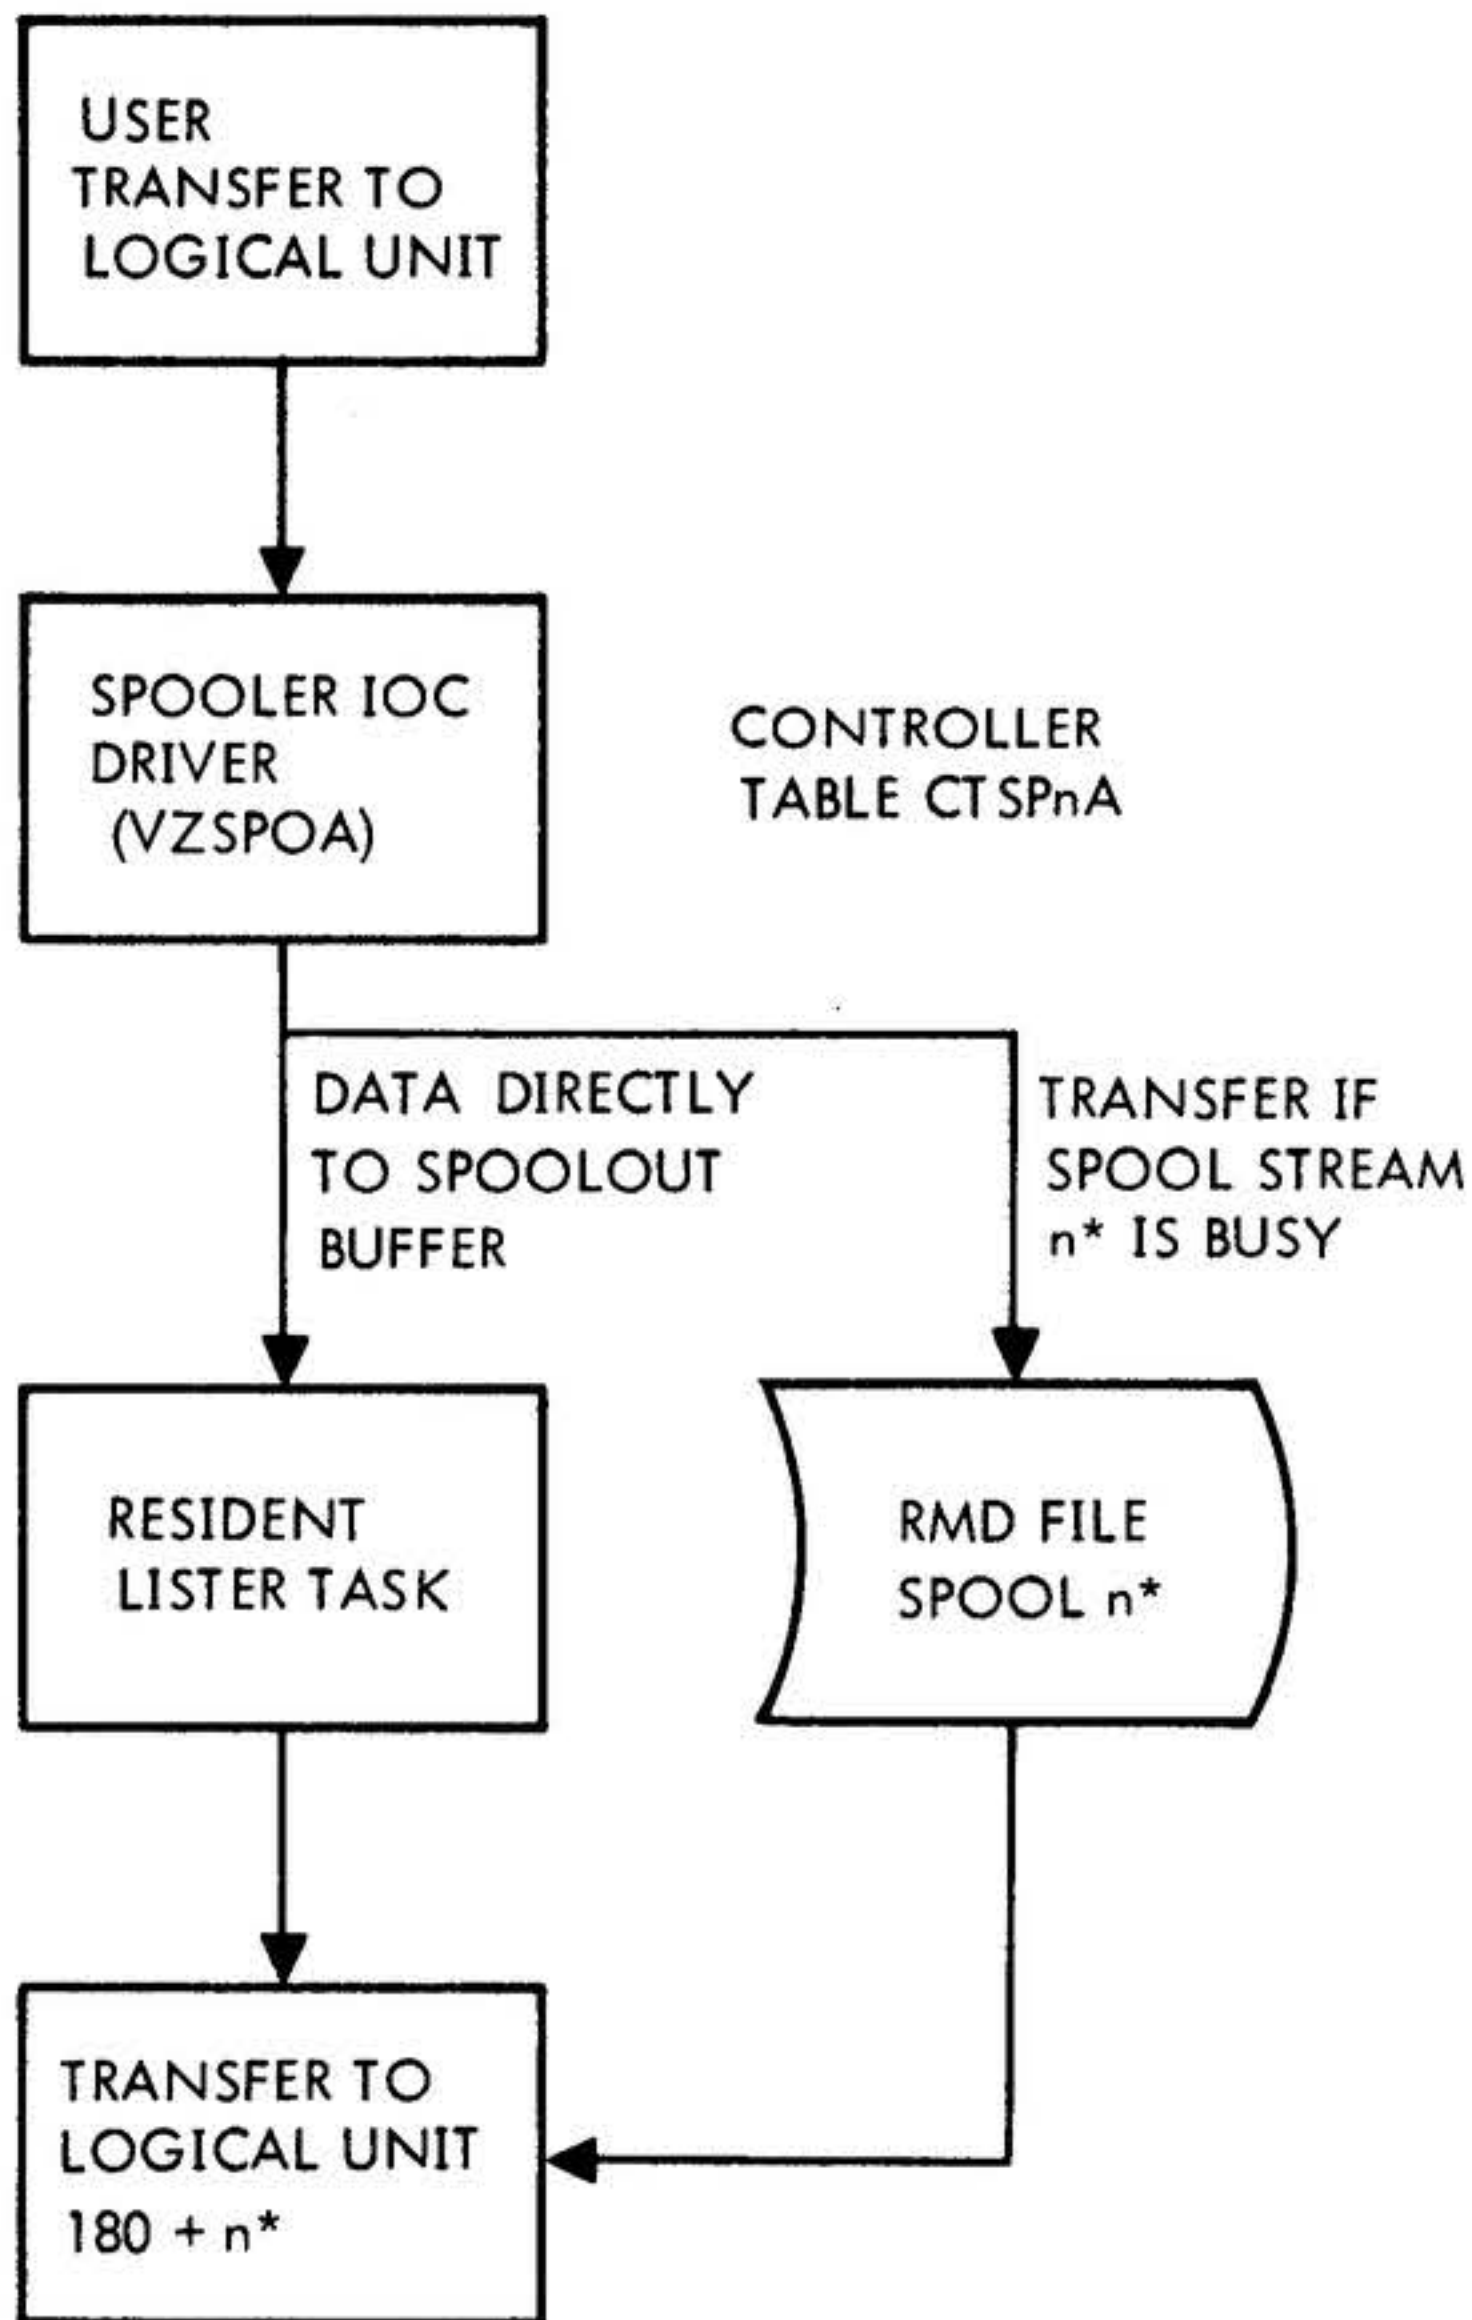 USER
TRANSFER TO
LOGICAL UNIT
SPOOLER IOC
DRIVER
(VZSPOA)
CONTROLLER
TABLE CTSPnA
DATA DIRECTLY
TO SPOOLOUT
BUFFER
TRANSFER IF
SPOOL STREAM
n* IS BUSY
RESIDENT
LISTER TASK
RMD FILE
SPOOL n*
TRANSFER TO
LOGICAL UNIT
180 + n*